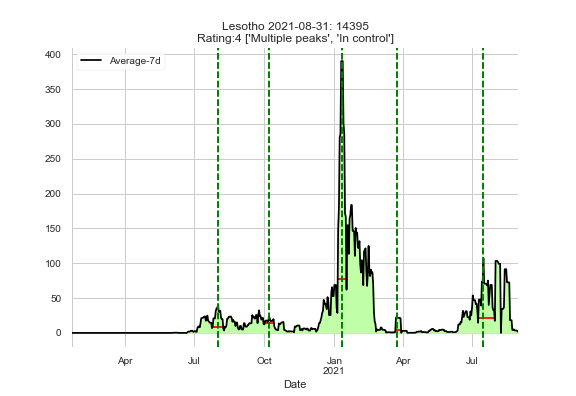 Lesotho 2021-08-31: 14395
Rating:4 ['Multiple peaks', 'In control']
Average-7d
400
350
300
250
200
150
100
50
0
Apr
Jul
Oct
Jan
2021
Apr
Jul
Date